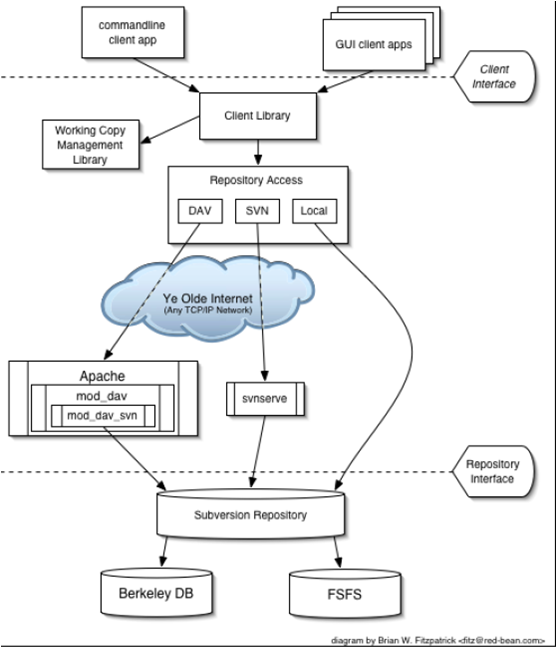 commandline
client app
GUI client apps
Client
Interface
Client Library
Working Copy
Management
Library
Repository Access
DAV
SVN
Local
Ye Olde Internet
(Any TCP/IP Network)
Apache
mod_dav
mod_dav_svn
svnserve
Repository
Interface
Subversion Repository
Berkeley DB
FSFS
diagram by Brian W. Fitzpatrick <fitz@red-bean.com>